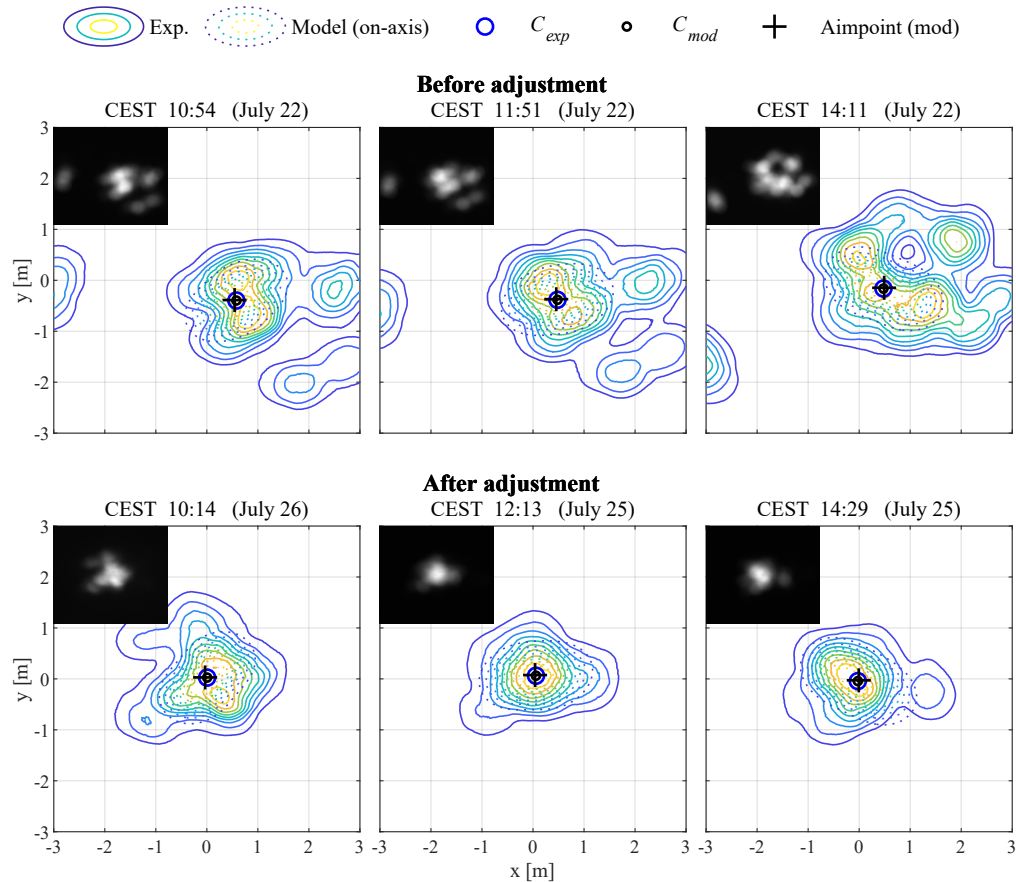 Exp. Model (on-axis) C_exp C_mod Aimpoint (mod)
Before adjustment
CEST 10:54 (July 22) CEST 11:51 (July 22) CEST 14:11 (July 22)
3
2
1
0
-1
-2
-3
y [m]
After adjustment
CEST 10:14 (July 26) CEST 12:13 (July 25) CEST 14:29 (July 25)
3
2
1
0
-1
-2
-3
y [m]
-3 -2 -1 0 1 2 3 -3 -2 -1 0 1 2 3 -3 -2 -1 0 1 2 3
x [m]